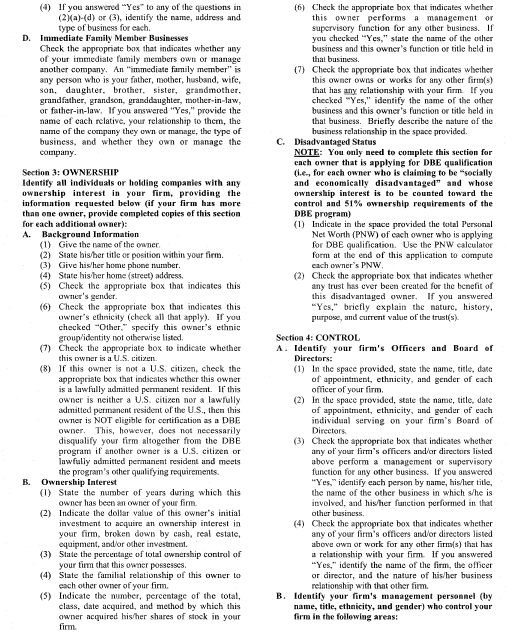 (4) If you answered "Yes" to any of the questions in
(2)(a)-(d) or (3), identify the name, address and
type of business for each.
D. Immediate Family Member Businesses
Check the appropriate box that indicates whether any
of your immediate family members own or manage
another company. An "immediate family member" is
any person who is your father, mother, husband, wife,
son, daughter, brother, sister, grandmother,
grandfather, grandson, granddaughter, mother-in-law,
or father-in-law. If you answered "Yes," provide the
name of each relative, your relationship to them, the
name of the company they own or manage, the type of
business, and whether they own or manage the
company.
Section 3: OWNERSHIP
Identify all individuals or holding companies with any
ownership interest in your firm, providing the
information requested below (if your firm has more
than one owner, provide completed copies of this section
for each additional owner):
A. Background Information
(1) Give the name of the owner.
(2) State his/her title or position within your firm.
(3) Give his/her home phone number.
(4) State his/her home (street) address.
(5) Check the appropriate box that indicates this
owner's gender.
(6) Check the appropriate box that indicates this
owner's ethnicity (check all that apply). If you
checked "Other," specify this owner's ethnic
group/identity not otherwise listed.
(7) Check the appropriate box to indicate whether
this owner is a U.S. citizen.
(8) If this owner is not a U.S. citizen, check the
appropriate box that indicates whether this owner
is a lawfully admitted permanent resident. If this
owner is neither a U.S. citizen nor a lawfully
admitted permanent resident of the U.S., then this
owner is NOT eligible for certification as a DBE
owner. This, however, does not necessarily
disqualify your firm altogether from the DBE
program if another owner is a U.S. citizen or
lawfully admitted permanent resident and meets
the program's other qualifying requirements.
B. Ownership Interest
(1) State the number of years during which this
owner has been an owner of your firm.
(2) Indicate the dollar value of this owner's initial
investment to acquire an ownership interest in
your firm, broken down by cash, real estate,
equipment, and/or other investment.
(3) State the percentage of total ownership control of
your firm that this owner possesses.
(4) State the familial relationship of this owner to
each other owner of your firm.
(5) Indicate the number, percentage of the total,
class, date acquired, and method by which this
owner acquired his/her shares of stock in your
firm.
(6) Check the appropriate box that indicates whether
this owner performs a management or
supervisory function for any other business. If
you checked "Yes," state the name of the other
business and this owner's function or title held in
that business.
(7) Check the appropriate box that indicates whether
this owner owns or works for any other firm(s)
that has any relationship with your firm. If you
checked "Yes," identify the name of the other
business and this owner's function or title held in
that business. Briefly describe the nature of the
business relationship in the space provided.
C. Disadvantaged Status
NOTE: You only need to complete this section for
each owner that is applying for DBE qualification
(i.e., for each owner who is claiming to be "socially
and economically disadvantaged" and whose
ownership interest is to be counted toward the
control and 51% ownership requirements of the
DBE program)
(1) Indicate in the space provided the total Personal
Net Worth (PNW) of each owner who is applying
for DBE qualification. Use the PNW calculator
form at the end of this application to compute
each owner's PNW.
(2) Check the appropriate box that indicates whether
any trust has ever been created for the benefit of
this disadvantaged owner. If you answered
"Yes," briefly explain the nature, history,
purpose, and current value of the trust(s).
Section 4: CONTROL
A. Identify your firm's Officers and Board of
Directors:
(1) In the space provided, state the name, title, date
of appointment, ethnicity, and gender of each
officer of your firm.
(2) In the space provided, state the name, title, date
of appointment, ethnicity, and gender of each
individual serving on your firm's Board of
Directors.
(3) Check the appropriate box that indicates whether
any of your firm's officers and/or directors listed
above perform a management or supervisory
function for any other business. If you answered
"Yes," identify each person by name, his/her title,
the name of the other business in which s/he is
involved, and his/her function performed in that
other business.
(4) Check the appropriate box that indicates whether
any of your firm's officers and/or directors listed
above own or work for any other firm(s) that has
a relationship with your firm. If you answered
"Yes," identify the name of the firm, the officer
or director, and the nature of his/her business
relationship with that other firm.
B. Identify your firm's management personnel (by
name, title, ethnicity, and gender) who control your
firm in the following areas: